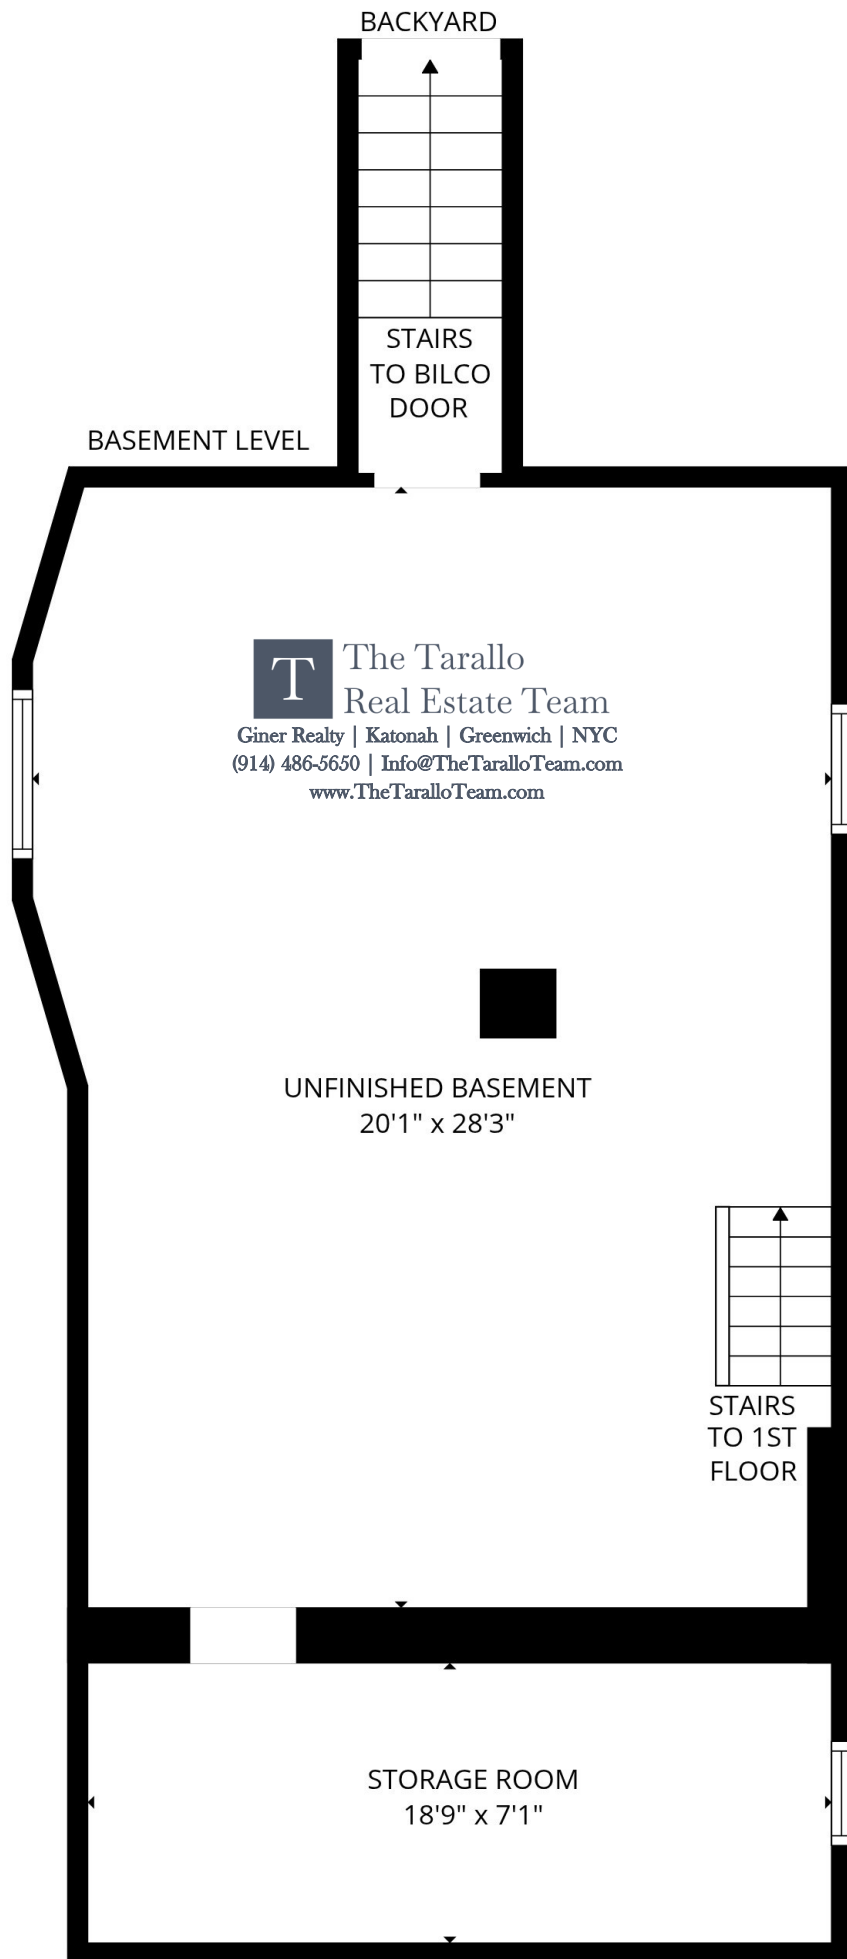 BACKYARD
STAIRS
TO BILCO
DOOR
BASEMENT LEVEL
T
The Tarallo
Real Estate Team
Giner Realty | Katonah | Greenwich | NYC
(914) 486-5650 | Info@TheTaralloTeam.com
www.TheTaralloTeam.com
UNFINISHED BASEMENT
20'1" x 28'3"
STAIRS
TO 1ST
FLOOR
STORAGE ROOM
18'9" x 7'1"